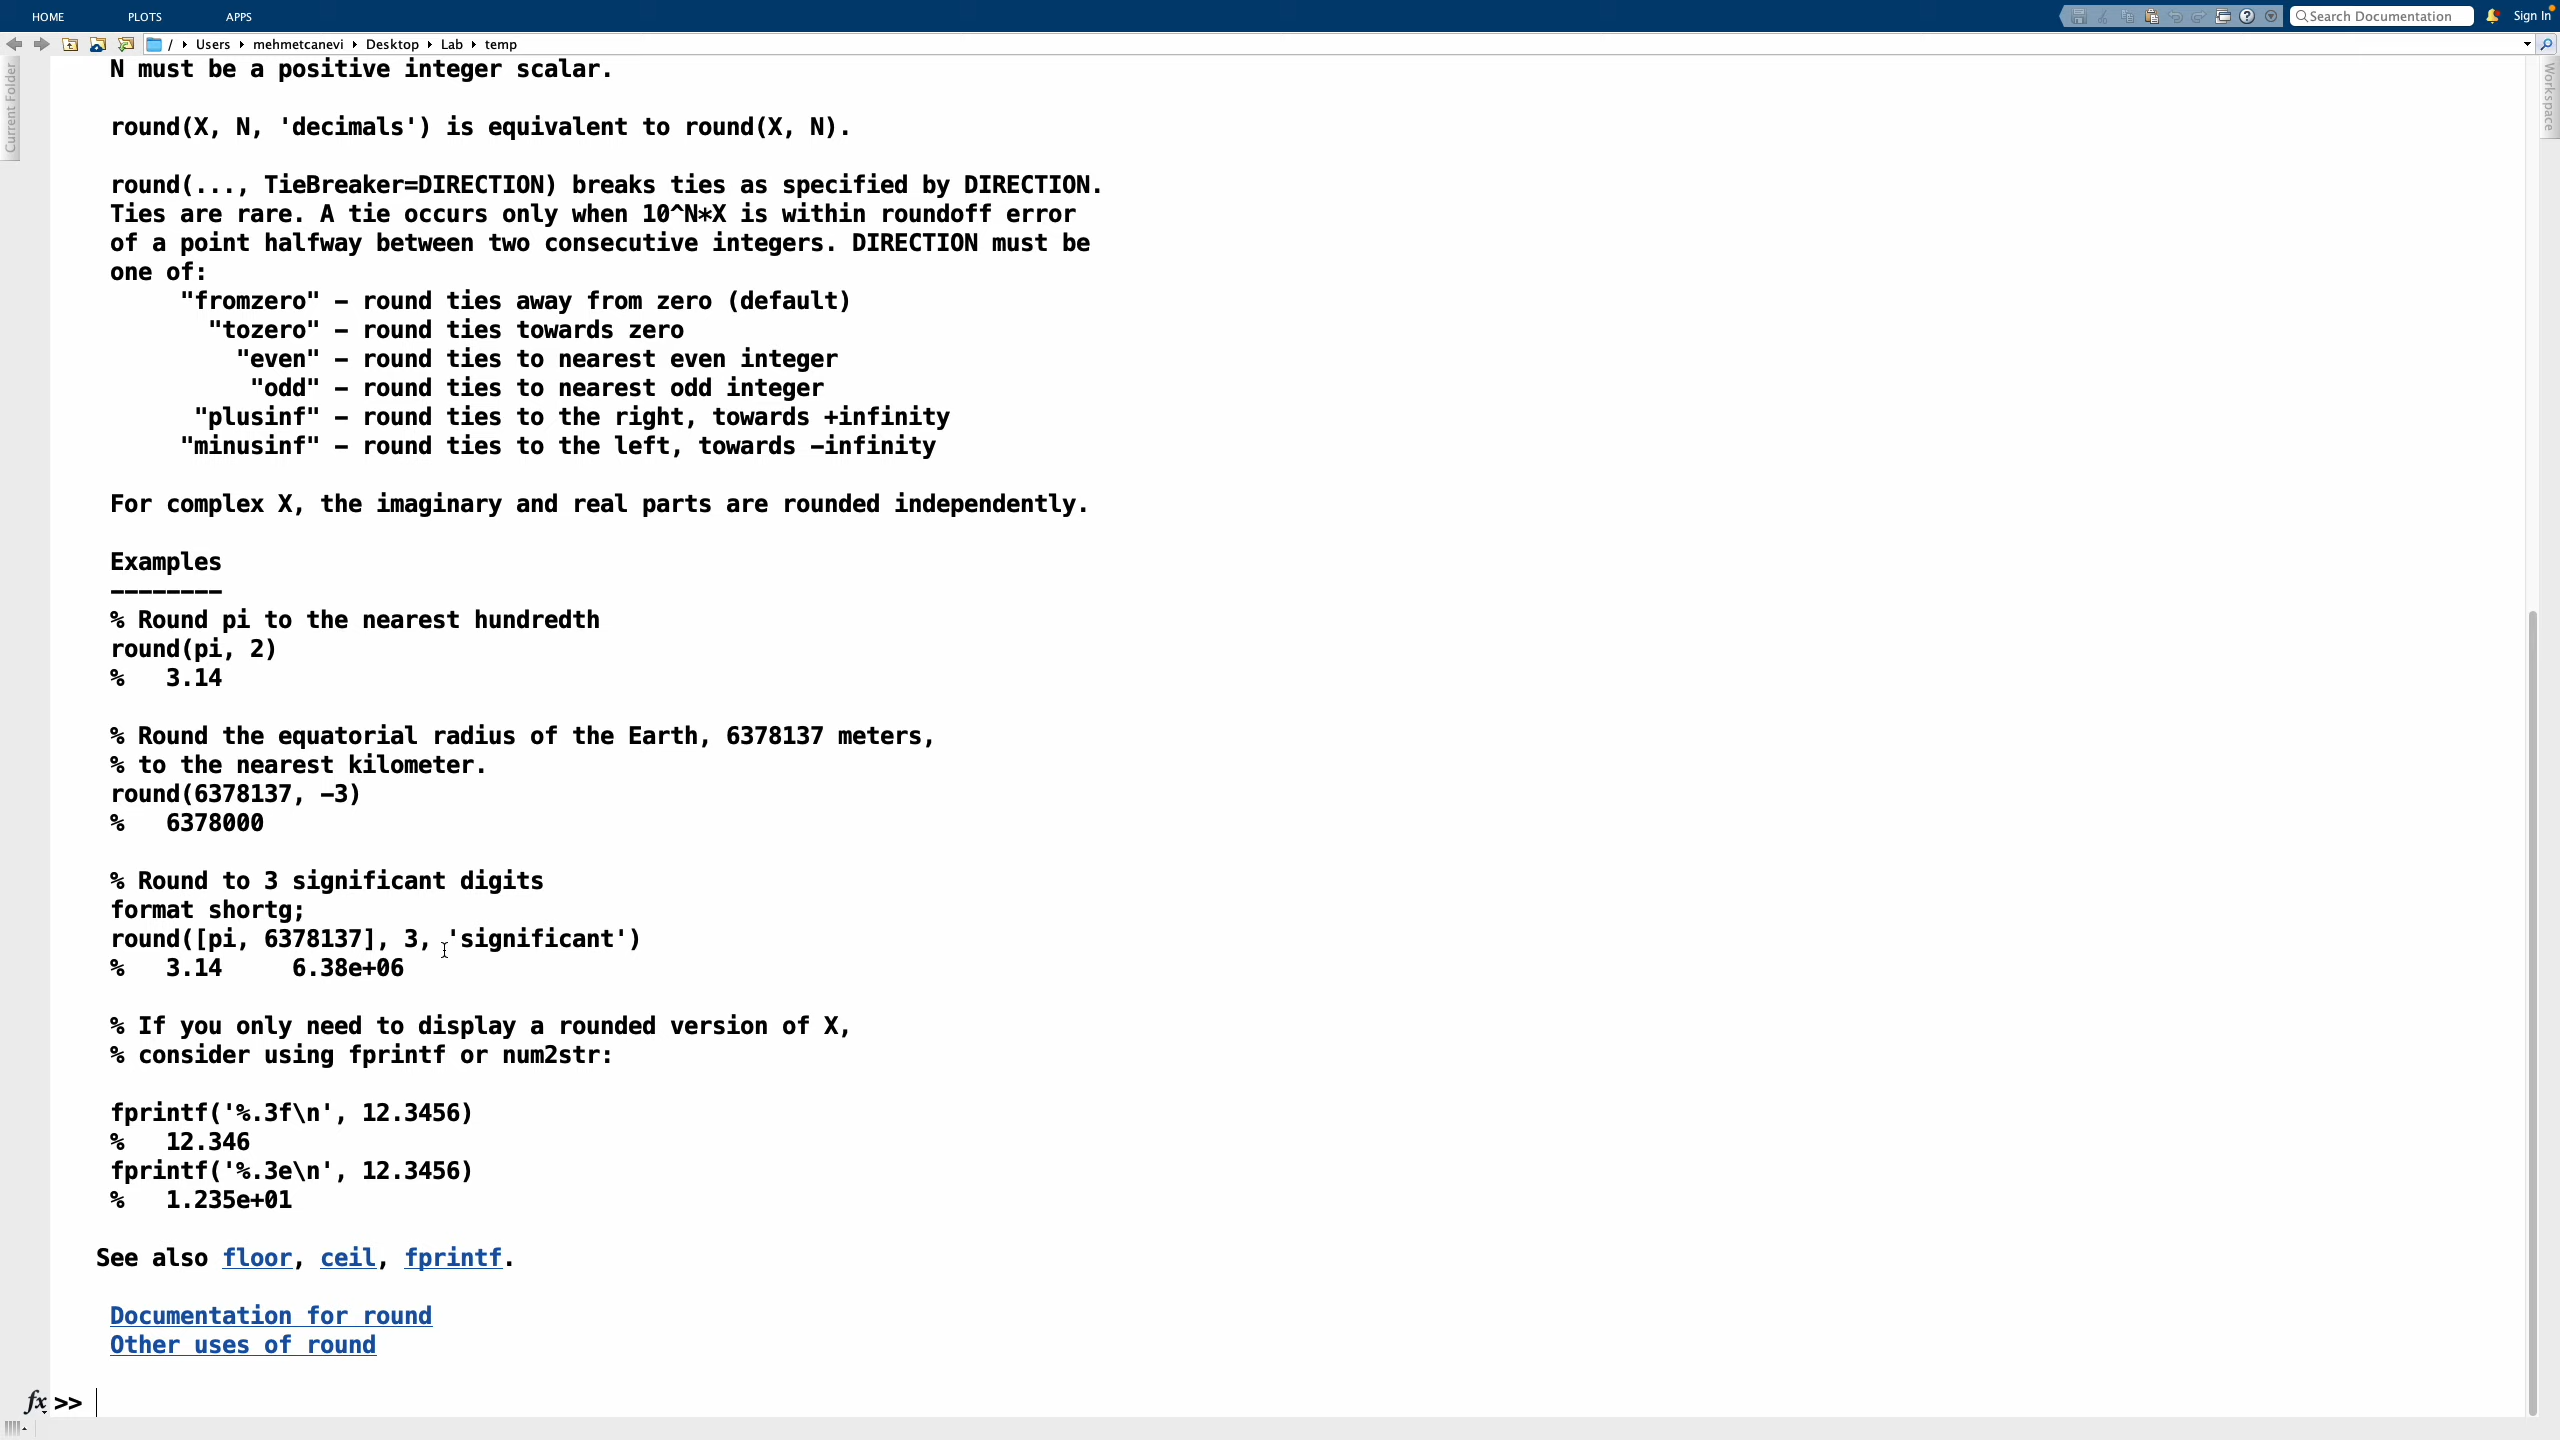 HOME PLOTS APPS Search Documentation Sign In
/ Users mehmetcanevi Desktop Lab temp
Current Folder
Workspace
N must be a positive integer scalar.
round(X, N, 'decimals') is equivalent to round(X, N).
round(..., TieBreaker=DIRECTION) breaks ties as specified by DIRECTION.
Ties are rare. A tie occurs only when 10^N*X is within roundoff error
of a point halfway between two consecutive integers. DIRECTION must be
one of:
"fromzero" - round ties away from zero (default)
"tozero" - round ties towards zero
"even" - round ties to nearest even integer
"odd" - round ties to nearest odd integer
"plusinf" - round ties to the right, towards +infinity
"minusinf" - round ties to the left, towards -infinity
For complex X, the imaginary and real parts are rounded independently.
Examples
--------
% Round pi to the nearest hundredth
round(pi, 2)
%   3.14
% Round the equatorial radius of the Earth, 6378137 meters,
% to the nearest kilometer.
round(6378137, -3)
%   6378000
% Round to 3 significant digits
format shortg;
round([pi, 6378137], 3, 'significant')
%   3.14     6.38e+06
% If you only need to display a rounded version of X,
% consider using fprintf or num2str:
fprintf('%.3f\n', 12.3456)
%   12.346
fprintf('%.3e\n', 12.3456)
%   1.235e+01
See also floor, ceil, fprintf.
Documentation for round
Other uses of round
fx >>